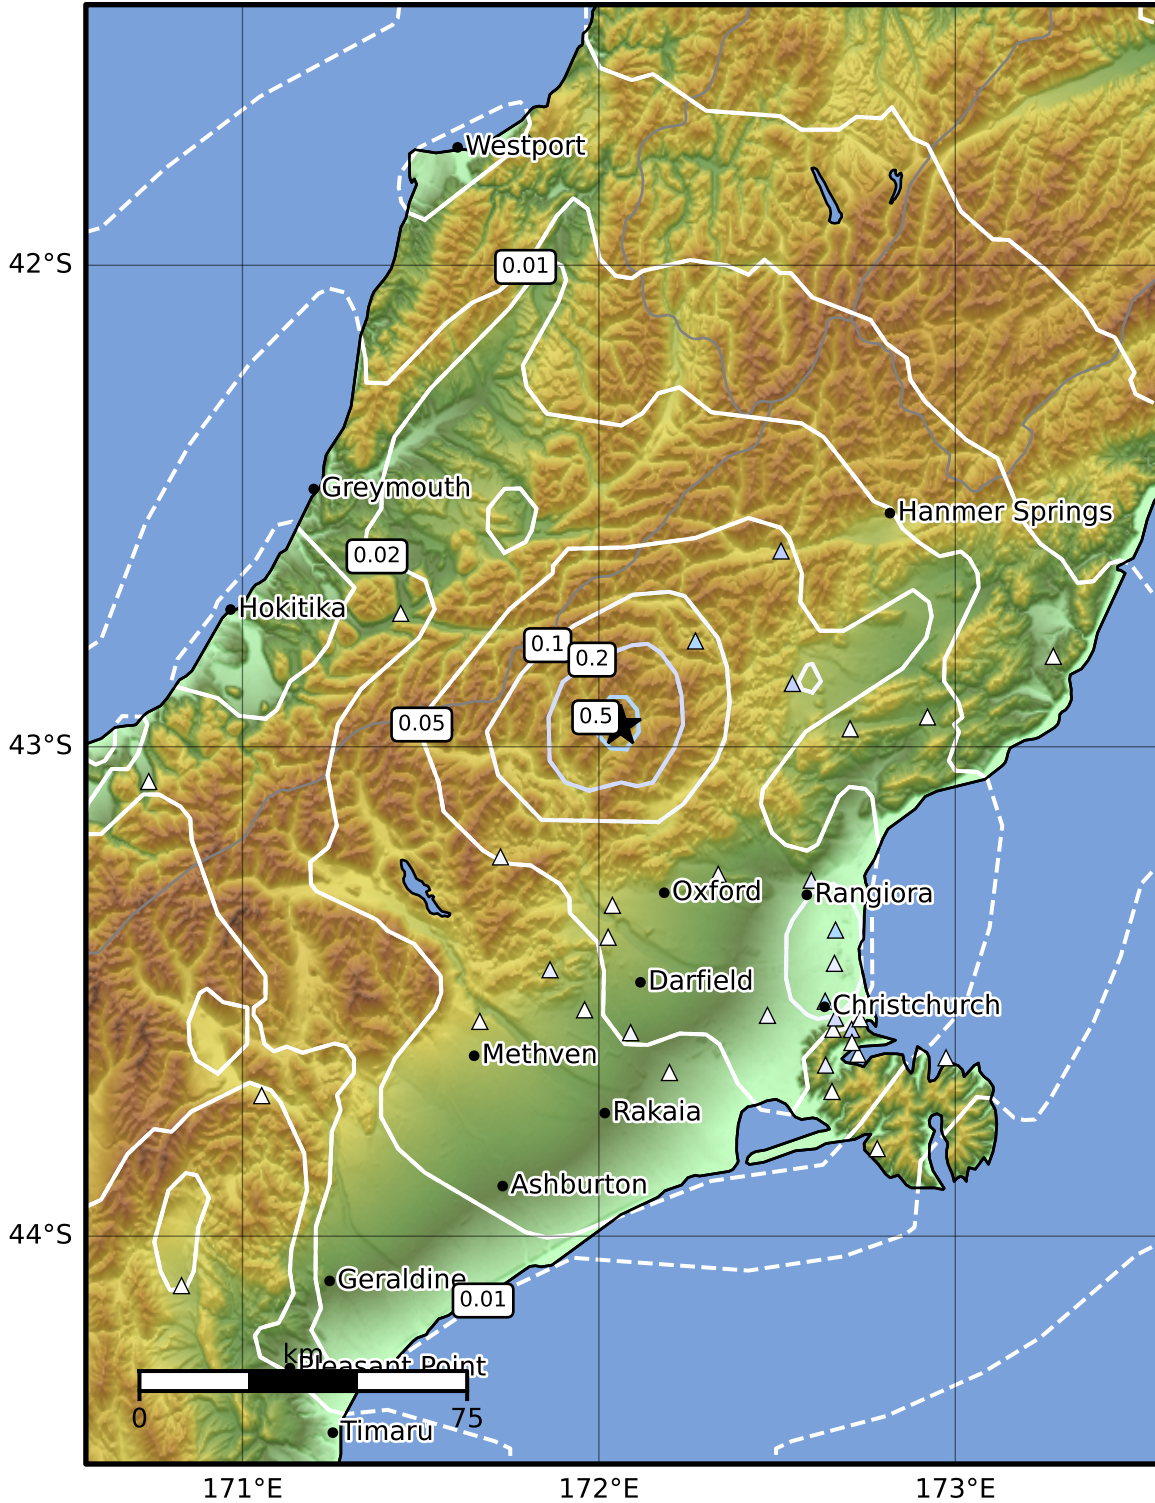 Westport
42°S
0.01
Greymouth
Hanmer Springs
0.02
Hokitika
0.1
0.2
0.5
0.05
43°S
Oxford
Rangiora
Darfield
Christchurch
Methven
Rakaia
Ashburton
44°S
Geraldine
0.01
km
Pleasant Point
0
75
Timaru
171°E
172°E
173°E